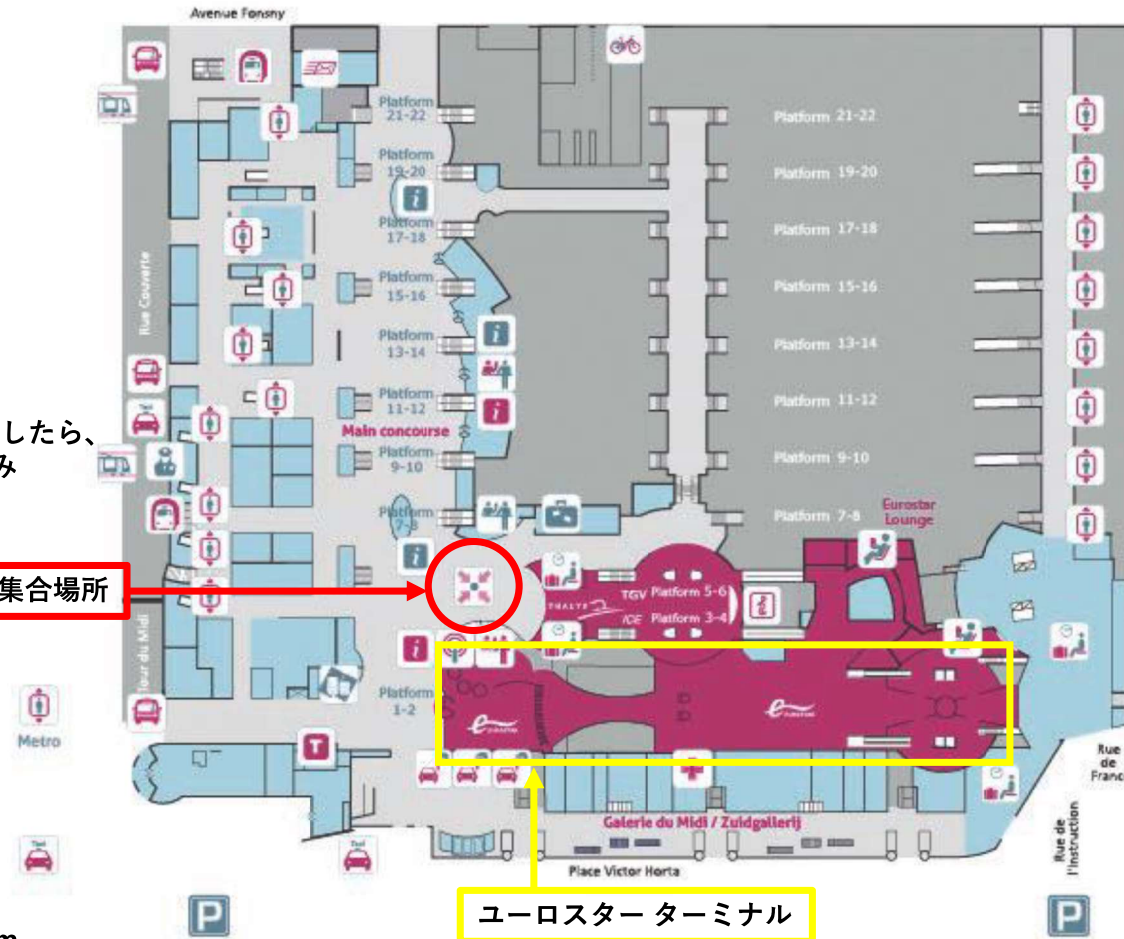 Avenue Fonsny
Platform
21-22
Platform
19-20
Platform
17-18
Platform
15-16
Platform
13-14
Platform
11-12
Main concourse
Platform
9-10
Platform
7-8
Platform
1-2
Platform 21-22
Platform 19-20
Platform 17-18
Platform 15-16
Platform 13-14
Platform 11-12
Platform 9-10
Platform 7-8
Eurostar
Lounge
Rue Couverte
Taxi
したら、
み
集合場所
THALYS
TGV Platform 5-6
ICE Platform 3-4
Tour du Midi
Metro
T
Taxi
Taxi
Galerie du Midi / Zuidgallerij
Place Victor Horta
Rue
de
Franc
Rue de
l'Instruction
P
P
ユーロスター ターミナル